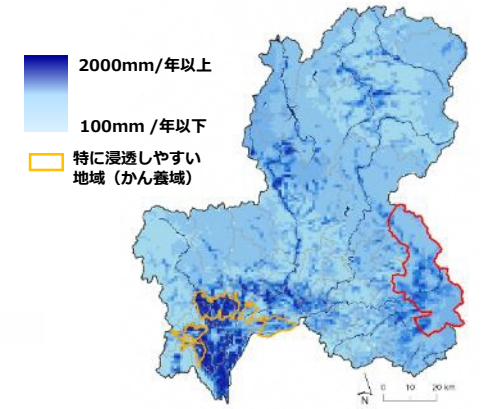 2000mm/年以上
100mm /年以下
特に浸透しやすい
地域（かん養域）
N
0 10 20 km